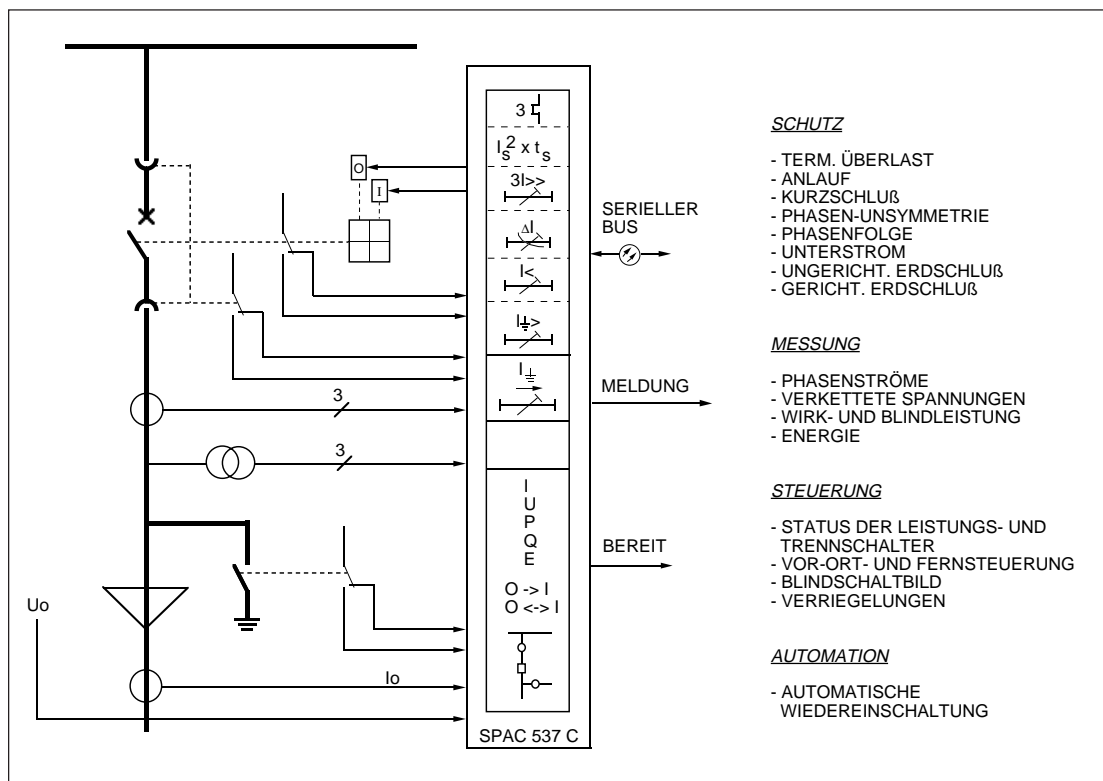 O
I
3
Is² x ts
3I>>
ΔI
I<
I⏚>
I⏚
3
3
Uo
Io
I
U
P
Q
E
O -> I
O <-> I
SPAC 537 C
SERIELLER
BUS
MELDUNG
BEREIT
SCHUTZ
- TERM. ÜBERLAST
- ANLAUF
- KURZSCHLUß
- PHASEN-UNSYMMETRIE
- PHASENFOLGE
- UNTERSTROM
- UNGERICHT. ERDSCHLUß
- GERICHT. ERDSCHLUß
MESSUNG
- PHASENSTRÖME
- VERKETTETE SPANNUNGEN
- WIRK- UND BLINDLEISTUNG
- ENERGIE
STEUERUNG
- STATUS DER LEISTUNGS- UND
TRENNSCHALTER
- VOR-ORT- UND FERNSTEUERUNG
- BLINDSCHALTBILD
- VERRIEGELUNGEN
AUTOMATION
- AUTOMATISCHE
WIEDEREINSCHALTUNG